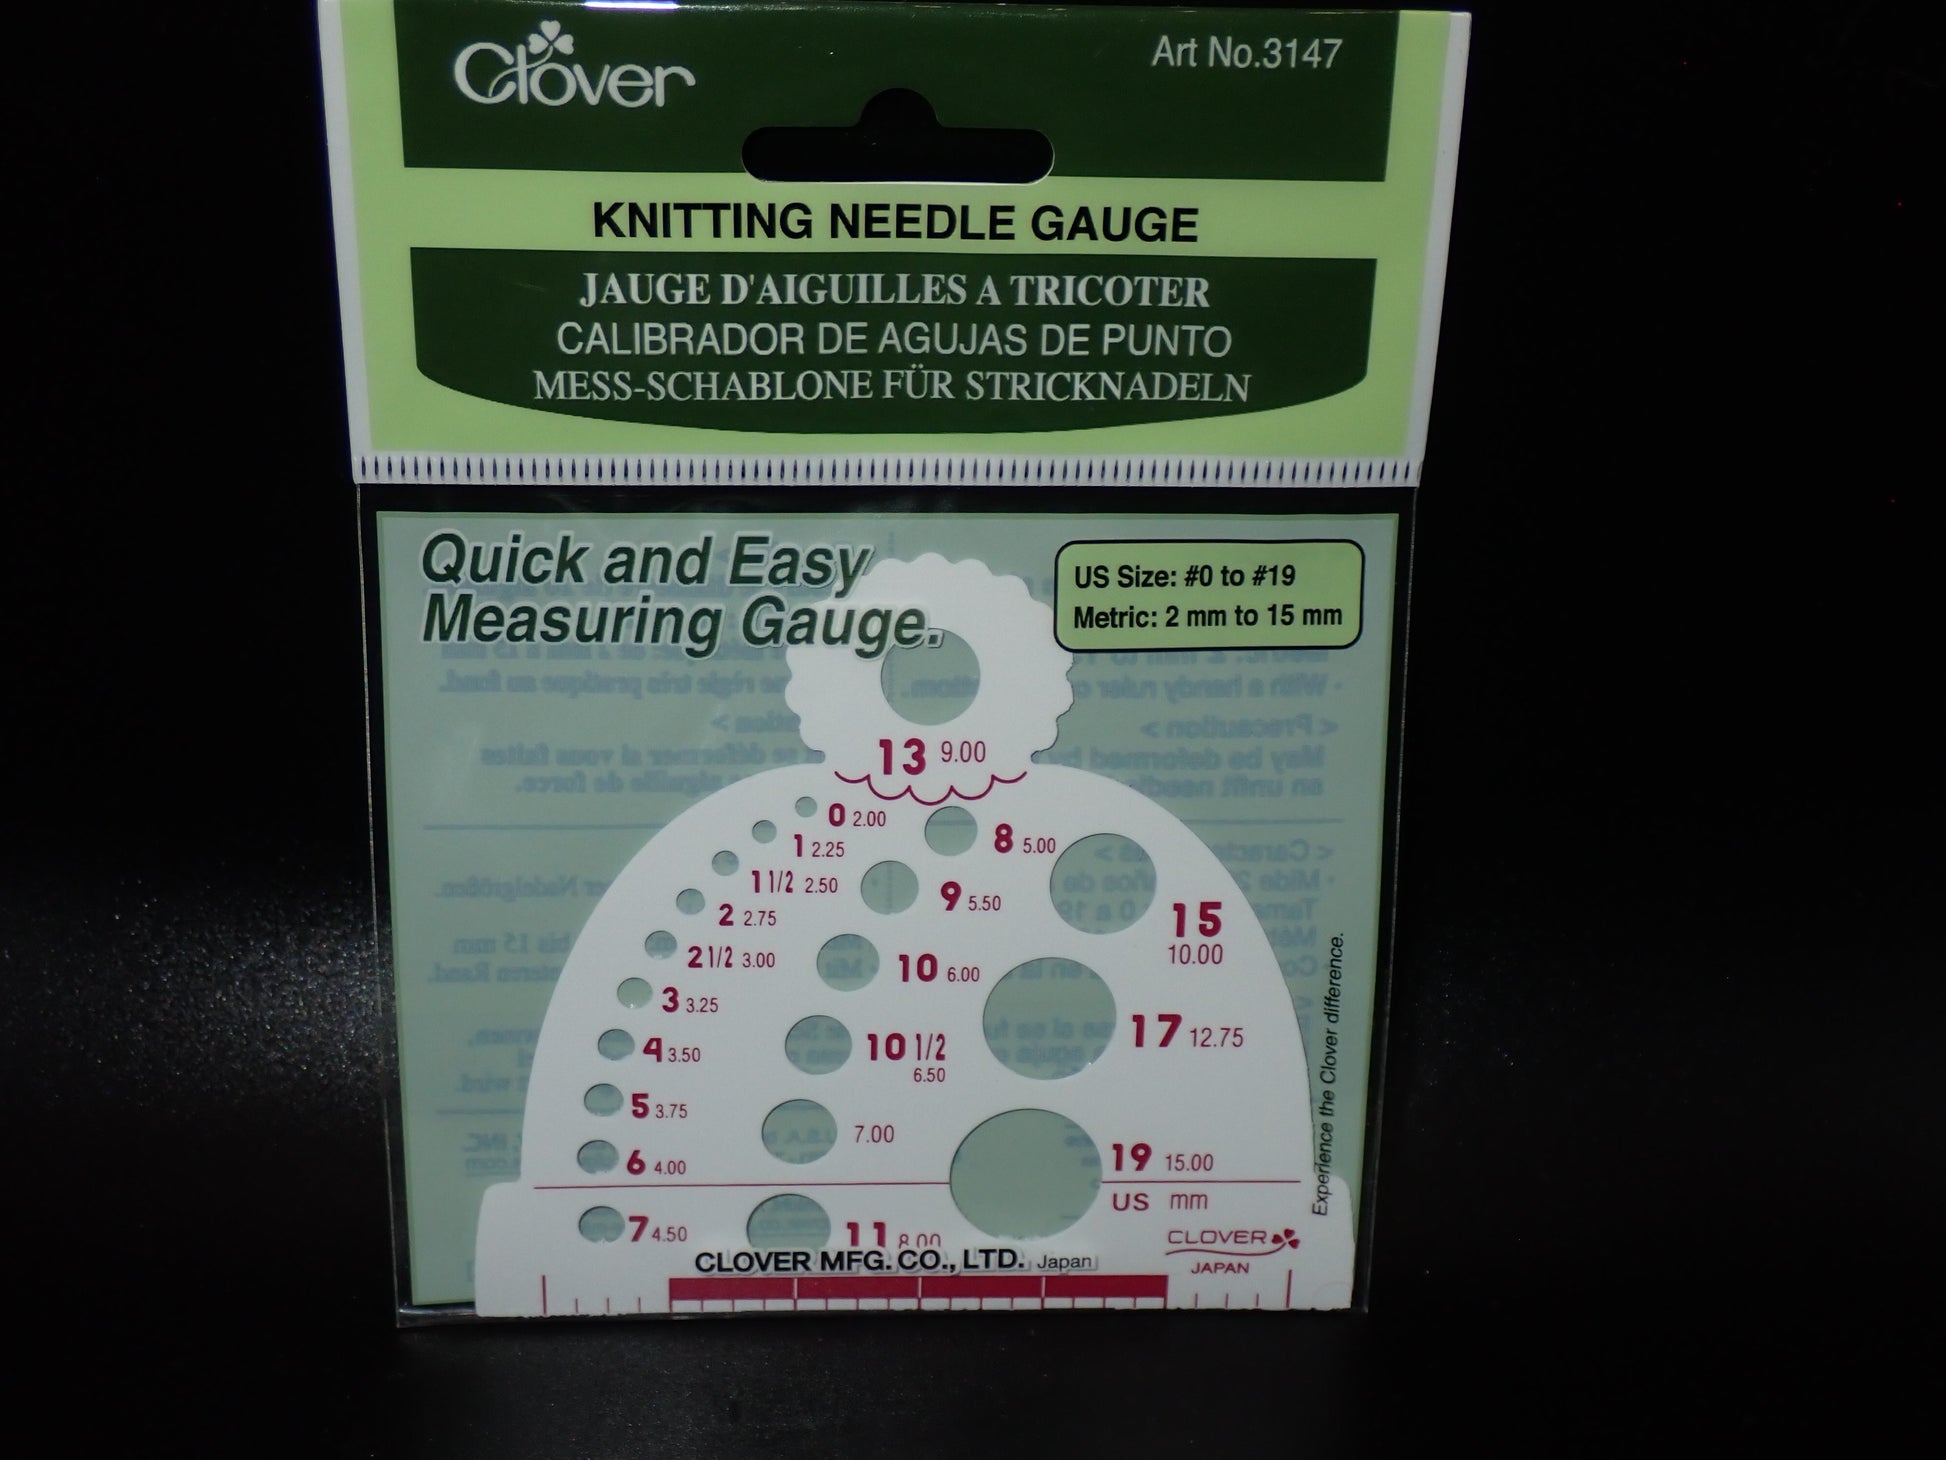 Clover
Art No.3147
KNITTING NEEDLE GAUGE
JAUGE D'AIGUILLES A TRICOTER
CALIBRADOR DE AGUJAS DE PUNTO
MESS-SCHABLONE FÜR STRICKNADELN
Quick and Easy
Measuring Gauge.
US Size: #0 to #19
Metric: 2 mm to 15 mm
13 9.00
0 2.00
1 2.25
1 1/2 2.50
2 2.75
2 1/2 3.00
3 3.25
4 3.50
5 3.75
6 4.00
7 4.50
8 5.00
9 5.50
10 6.00
10 1/2
6.50
7.00
11 8.00
15
10.00
17 12.75
19 15.00
US mm
CLOVER
JAPAN
CLOVER MFG. CO., LTD. Japan
Experience the Clover difference.